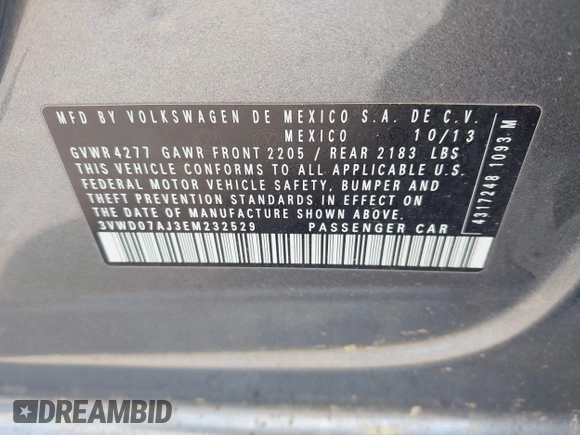 MFD BY VOLKSWAGEN DE MEXICO S.A. DE C.V.
MEXICO 10/13
GVWR 4277 GAWR FRONT 2205 / REAR 2183 LBS
THIS VEHICLE CONFORMS TO ALL APPLICABLE U.S.
FEDERAL MOTOR VEHICLE SAFETY, BUMPER AND
THEFT PREVENTION STANDARDS IN EFFECT ON
THE DATE OF MANUFACTURE SHOWN ABOVE.
3VWD07AJ3EM232529 PASSENGER CAR
4317248 1093 M
DREAMBID